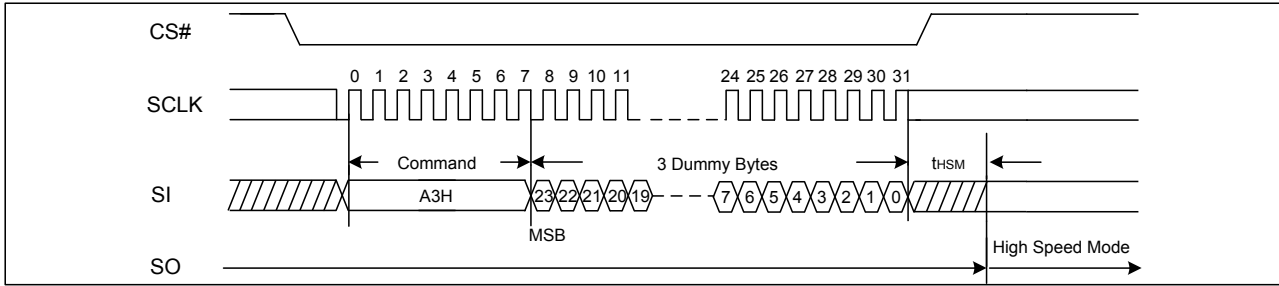 CS#
0 1 2 3 4 5 6 7 8 9 10 11 24 25 26 27 28 29 30 31
SCLK
Command 3 Dummy Bytes tHSM
SI A3H 23 22 21 20 19 7 6 5 4 3 2 1 0
MSB
High Speed Mode
SO